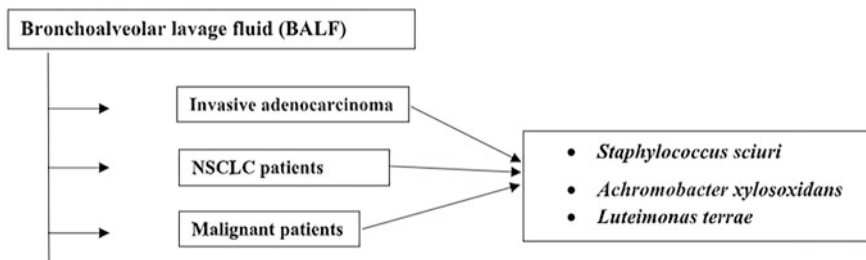 Bronchoalveolar lavage fluid (BALF)
Invasive adenocarcinoma
NSCLC patients
Malignant patients
• Staphylococcus sciuri
• Achromobacter xylosoxidans
• Luteimonas terrae